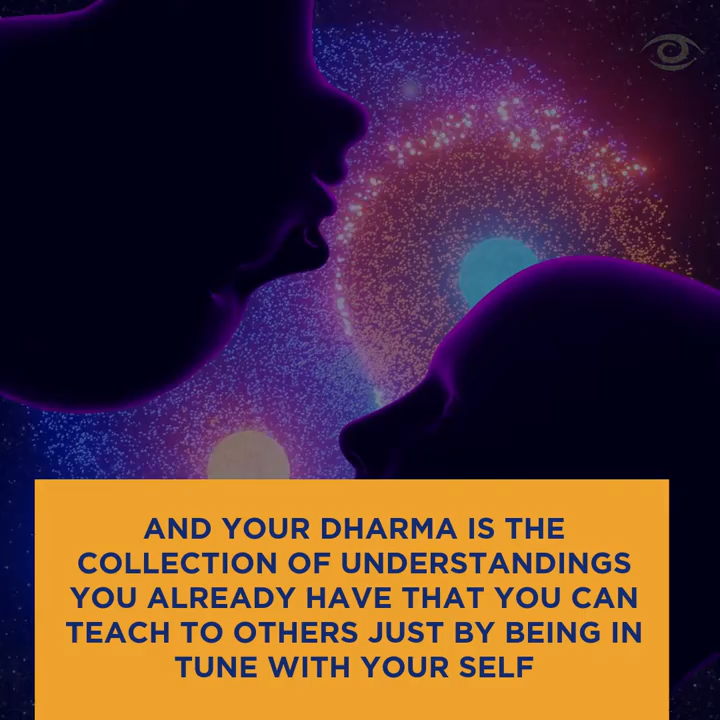 AND YOUR DHARMA IS THE
COLLECTION OF UNDERSTANDINGS
YOU ALREADY HAVE THAT YOU CAN
TEACH TO OTHERS JUST BY BEING IN
TUNE WITH YOUR SELF